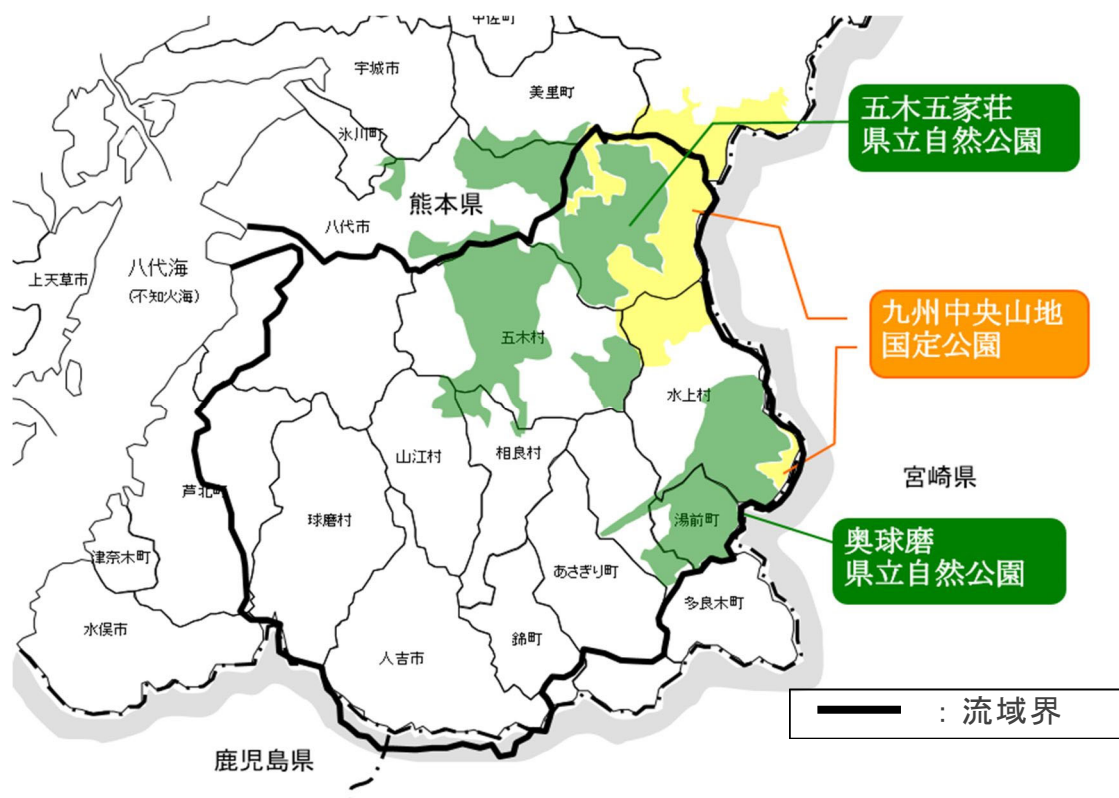 甲佐町
宇城市
美里町
氷川町
五木五家荘
県立自然公園
熊本県
八代市
八代海
(不知火海)
上天草市
九州中央山地
国定公園
五木村
水上村
山江村
相良村
宮崎県
芦北町
球磨村
湯前町
奥球磨
県立自然公園
津奈木町
あさぎり町
多良木町
水俣市
人吉市
錦町
:流域界
鹿児島県